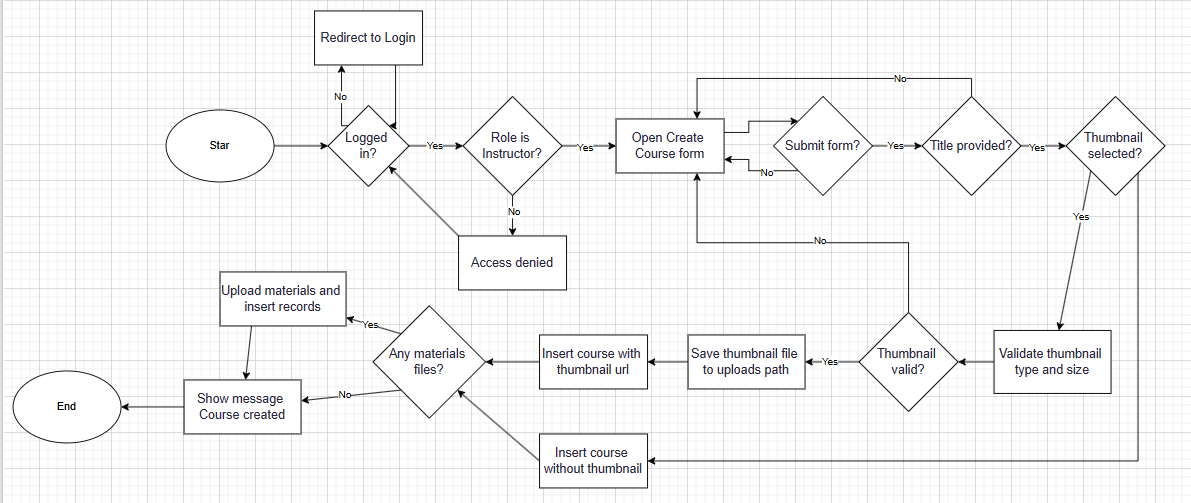 Redirect to Login
No
Star
Logged
in?
Yes
Role is
Instructor?
Yes
Open Create
Course form
No
Submit form?
No
Yes
Title provided?
Yes
Thumbnail
selected?
No
Access denied
Yes
No
Upload materials and
insert records
Yes
Any materials
files?
Insert course with
thumbnail url
Save thumbnail file
to uploads path
Yes
Thumbnail
valid?
Validate thumbnail
type and size
End
Show message
Course created
No
Insert course
without thumbnail